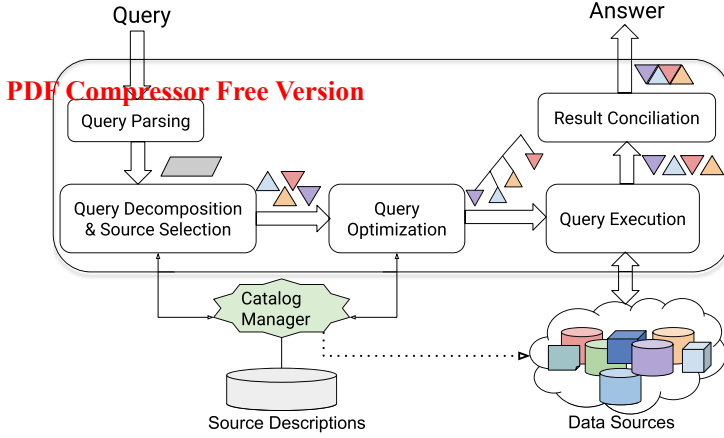 Query
Answer
PDF Compressor Free Version
Query Parsing
Result Conciliation
Query Decomposition
& Source Selection
Query
Optimization
Query Execution
Catalog
Manager
Source Descriptions
Data Sources